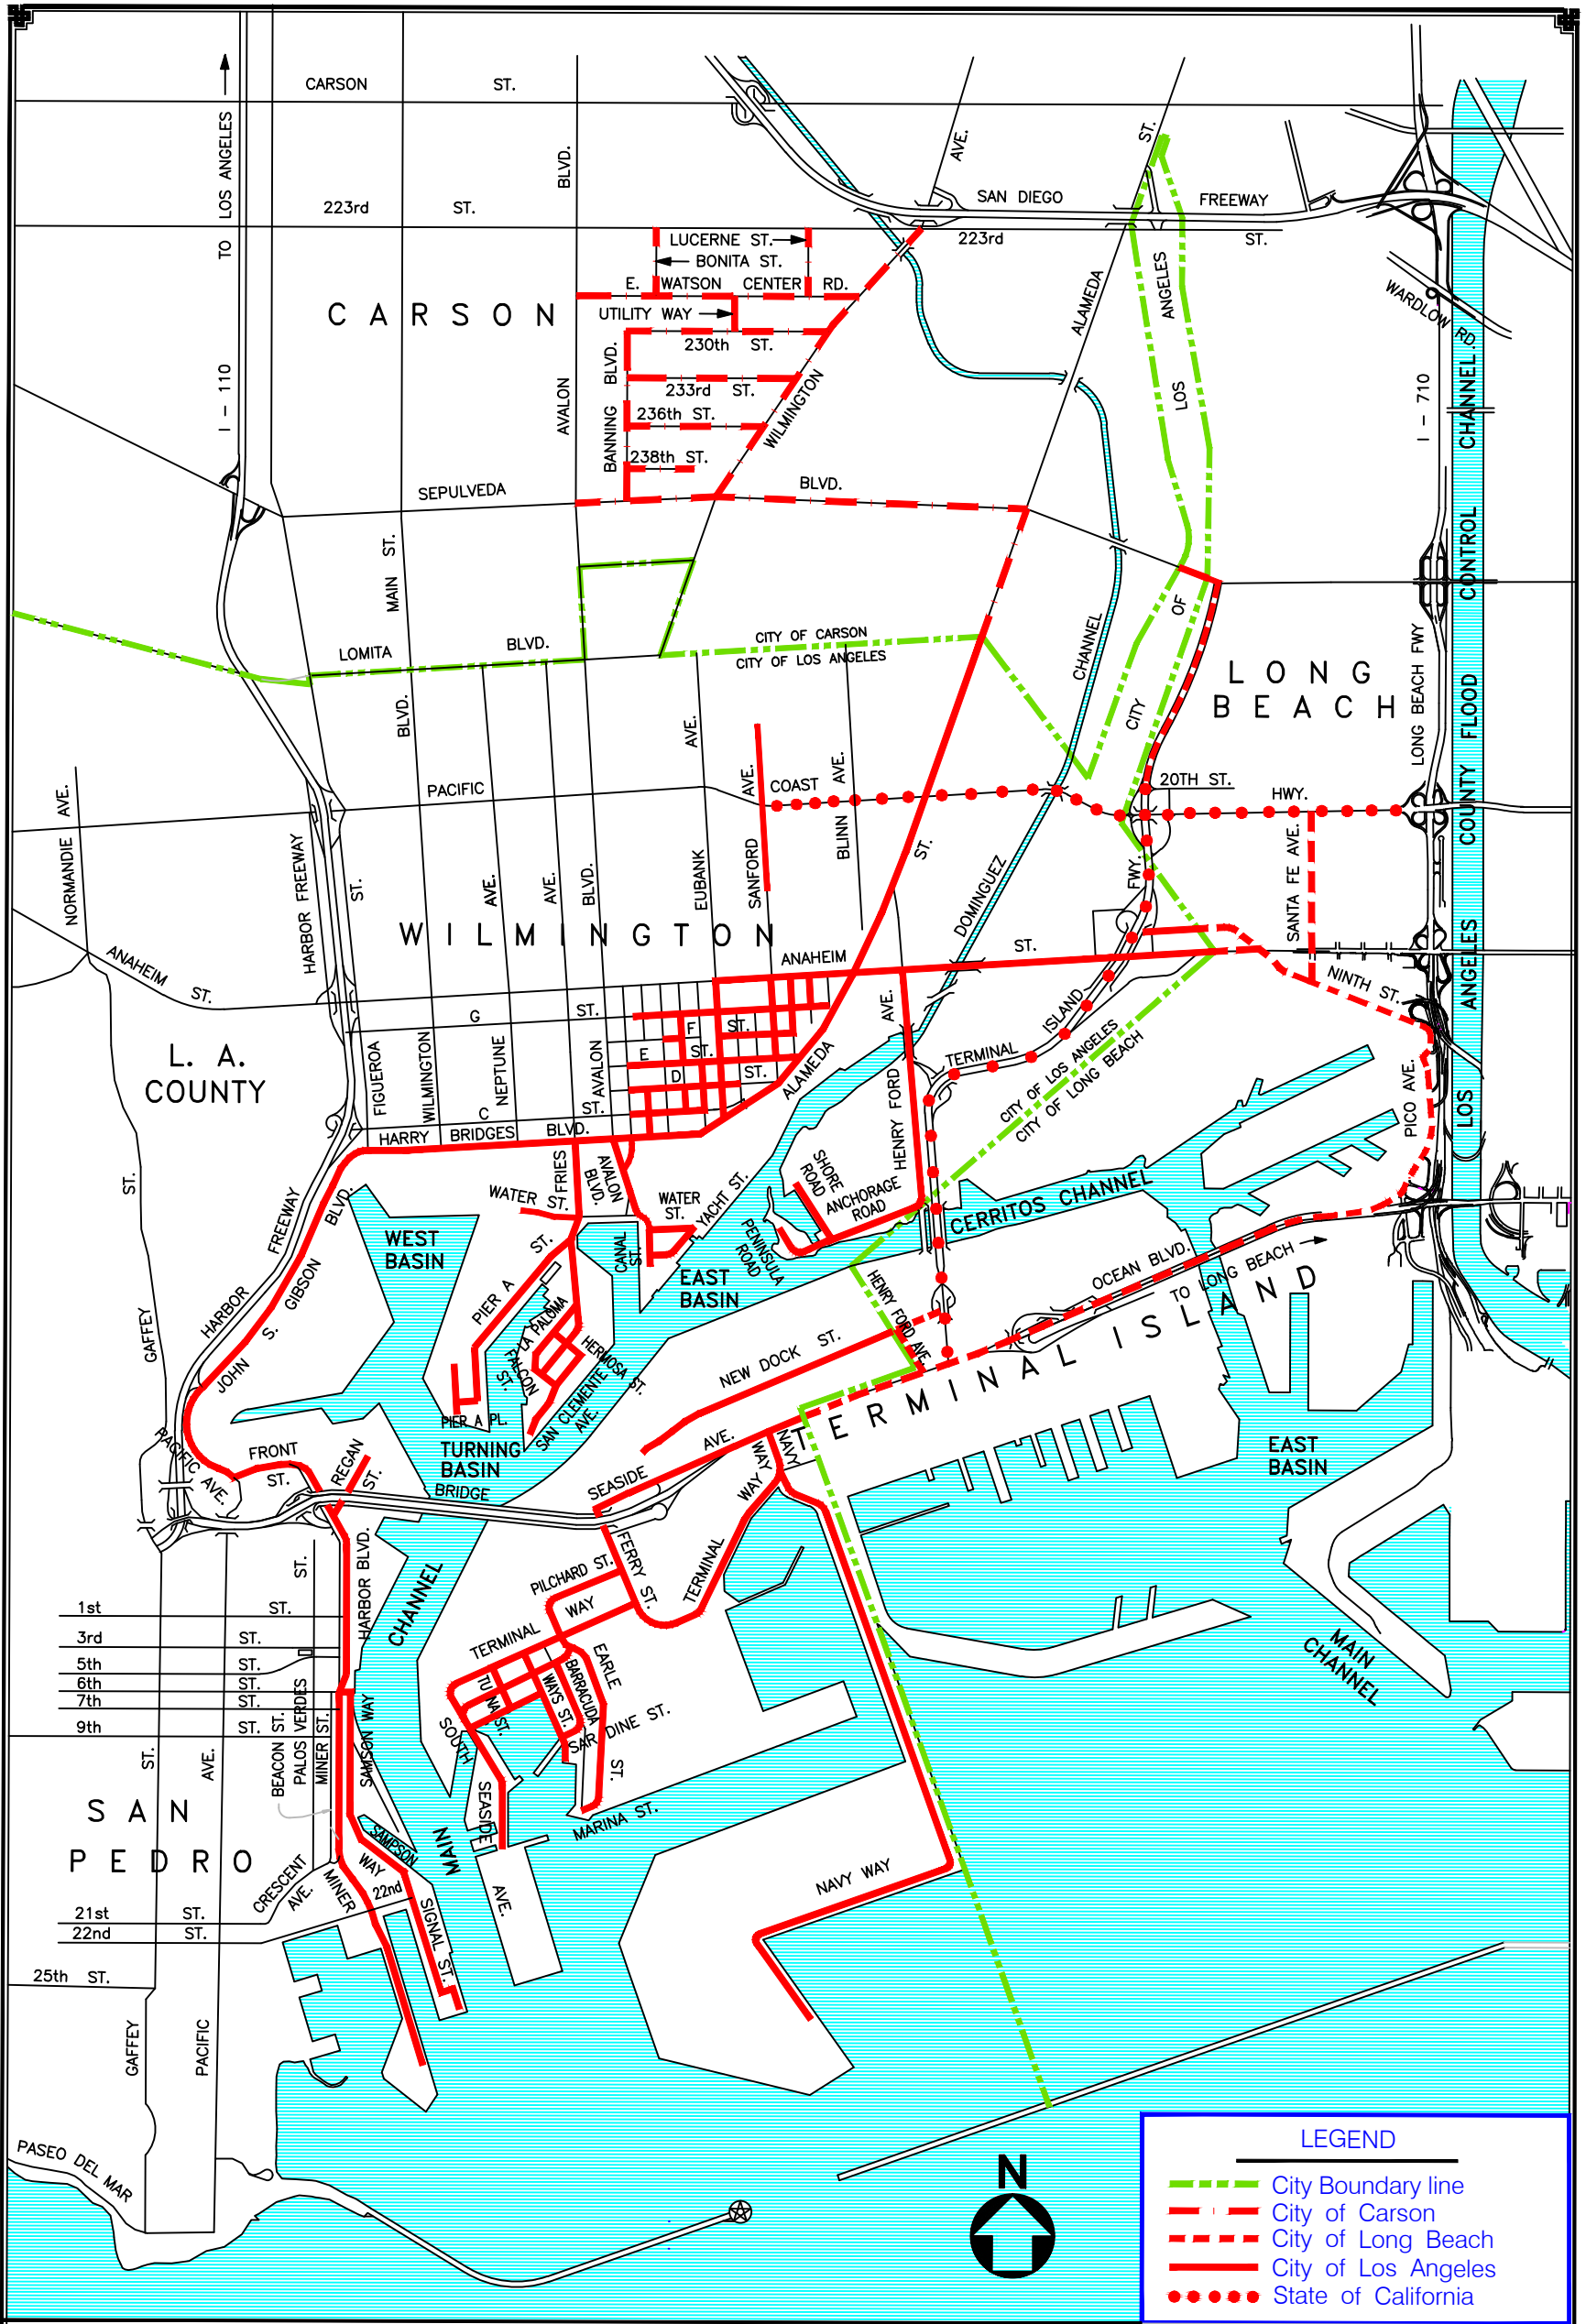 CARSON ST.
TO LOS ANGELES
BLVD.
AVE.
ST.
SAN DIEGO FREEWAY
223rd ST.
223rd ST.
LUCERNE ST.
BONITA ST.
E. WATSON CENTER RD.
UTILITY WAY
230th ST.
233rd ST.
236th ST.
238th ST.
BANNING BLVD.
WILMINGTON
AVALON
CARSON
I - 110
ALAMEDA
LOS ANGELES
CITY OF
WARDLOW RD.
I - 710
SEPULVEDA BLVD.
MAIN ST.
LOMITA BLVD.
CITY OF CARSON
CITY OF LOS ANGELES
CHANNEL
LONG
BEACH
LONG BEACH FWY
LOS ANGELES COUNTY FLOOD CONTROL CHANNEL
BLVD.
AVE.
NORMANDIE AVE.
PACIFIC COAST HWY.
AVE.
20TH ST.
BLINN AVE.
HARBOR FREEWAY
ST.
AVE.
AVE.
BLVD.
EUBANK
SANFORD
ST.
DOMINGUEZ
FWY.
SANTA FE AVE.
WILMINGTON
ANAHEIM ST.
ANAHEIM ST.
NINTH ST.
G ST.
F ST.
E ST.
D ST.
C ST.
L. A.
COUNTY
FIGUEROA
WILMINGTON
NEPTUNE
AVALON
ALAMEDA
AVE.
HENRY FORD
TERMINAL
ISLAND
CITY OF LOS ANGELES
CITY OF LONG BEACH
PICO AVE.
HARRY BRIDGES BLVD.
ST.
GAFFEY
HARBOR
FREEWAY
JOHN S. GIBSON BLVD.
WATER ST.
FRIES
AVALON
BLVD.
WATER
ST.
YACHT ST.
CANAL
ST.
SHORE
ROAD
ANCHORAGE
ROAD
PENINSULA
ROAD
CERRITOS CHANNEL
WEST
BASIN
EAST
BASIN
PIER A
ST.
LA PALOMA
FALCON
ST.
HERMOSA ST.
SAN CLEMENTE
AVE.
PIER A PL.
HENRY FORD AVE.
NEW DOCK ST.
OCEAN BLVD.
TO LONG BEACH
TERMINAL ISLAND
TURNING
BASIN
BRIDGE
PACIFIC AVE.
FRONT
ST.
REGAN
ST.
SEASIDE AVE.
NAVY
WAY
EAST
BASIN
FERRY ST.
TERMINAL WAY
PILCHARD ST.
TERMINAL WAY
TUNA ST.
WAYS ST.
BARRACUDA
EARLE
ST.
SARDINE ST.
MARINA ST.
SOUTH
SEASIDE
AVE.
MAIN
CHANNEL
MAIN
CHANNEL
HARBOR BLVD.
ST.
1st ST.
3rd ST.
5th ST.
6th ST.
7th ST.
9th ST.
ST.
AVE.
BEACON ST.
PALOS VERDES
MINER ST.
SAMSON WAY
SAN
PEDRO
CRESCENT
AVE.
MINER
SAMPSON
WAY
22nd
SIGNAL ST.
NAVY WAY
21st ST.
22nd ST.
25th ST.
GAFFEY
PACIFIC
PASEO DEL MAR
N
LEGEND
City Boundary line
City of Carson
City of Long Beach
City of Los Angeles
State of California